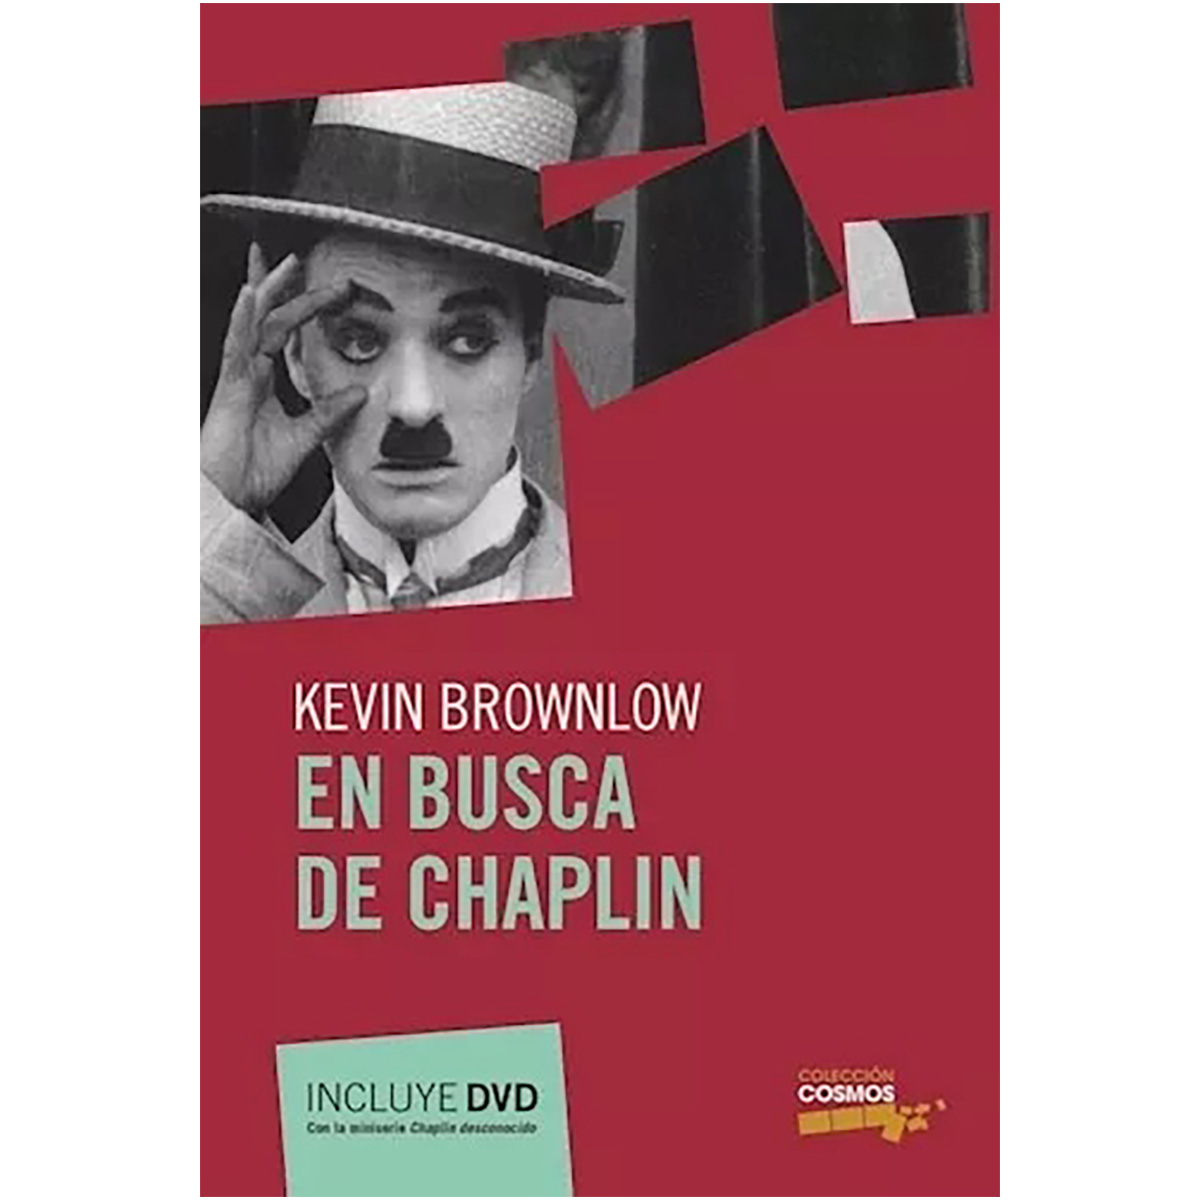 KEVIN BROWNLOW
EN BUSCA
DE CHAPLIN
INCLUYE DVD
Con la miniserie Chaplin desconocido
COLECCIÓN
COSMOS